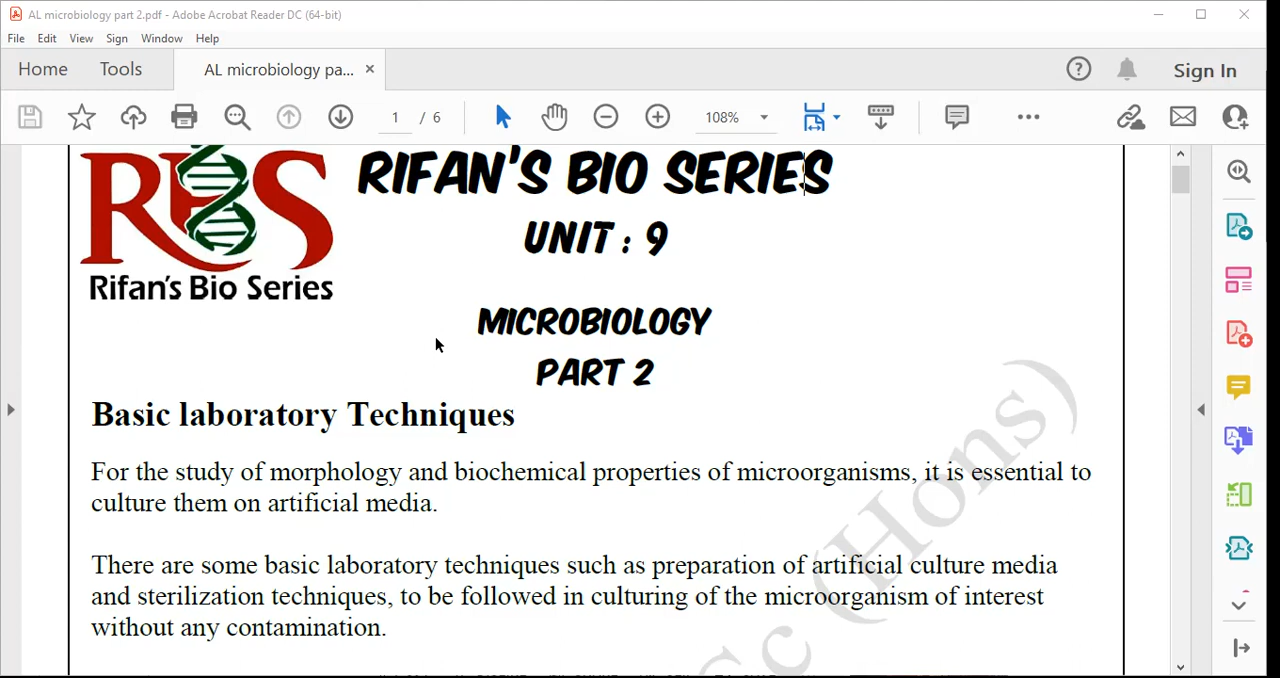 AL microbiology part 2.pdf - Adobe Acrobat Reader DC (64-bit)
File Edit View Sign Window Help
Home Tools AL microbiology pa... × Sign In
1 / 6 108%
RBS RIFAN'S BIO SERIES
UNIT : 9
Rifan's Bio Series
MICROBIOLOGY
PART 2
Basic laboratory Techniques
For the study of morphology and biochemical properties of microorganisms, it is essential to
culture them on artificial media.
There are some basic laboratory techniques such as preparation of artificial culture media
and sterilization techniques, to be followed in culturing of the microorganism of interest
without any contamination.
Sc (Hons)